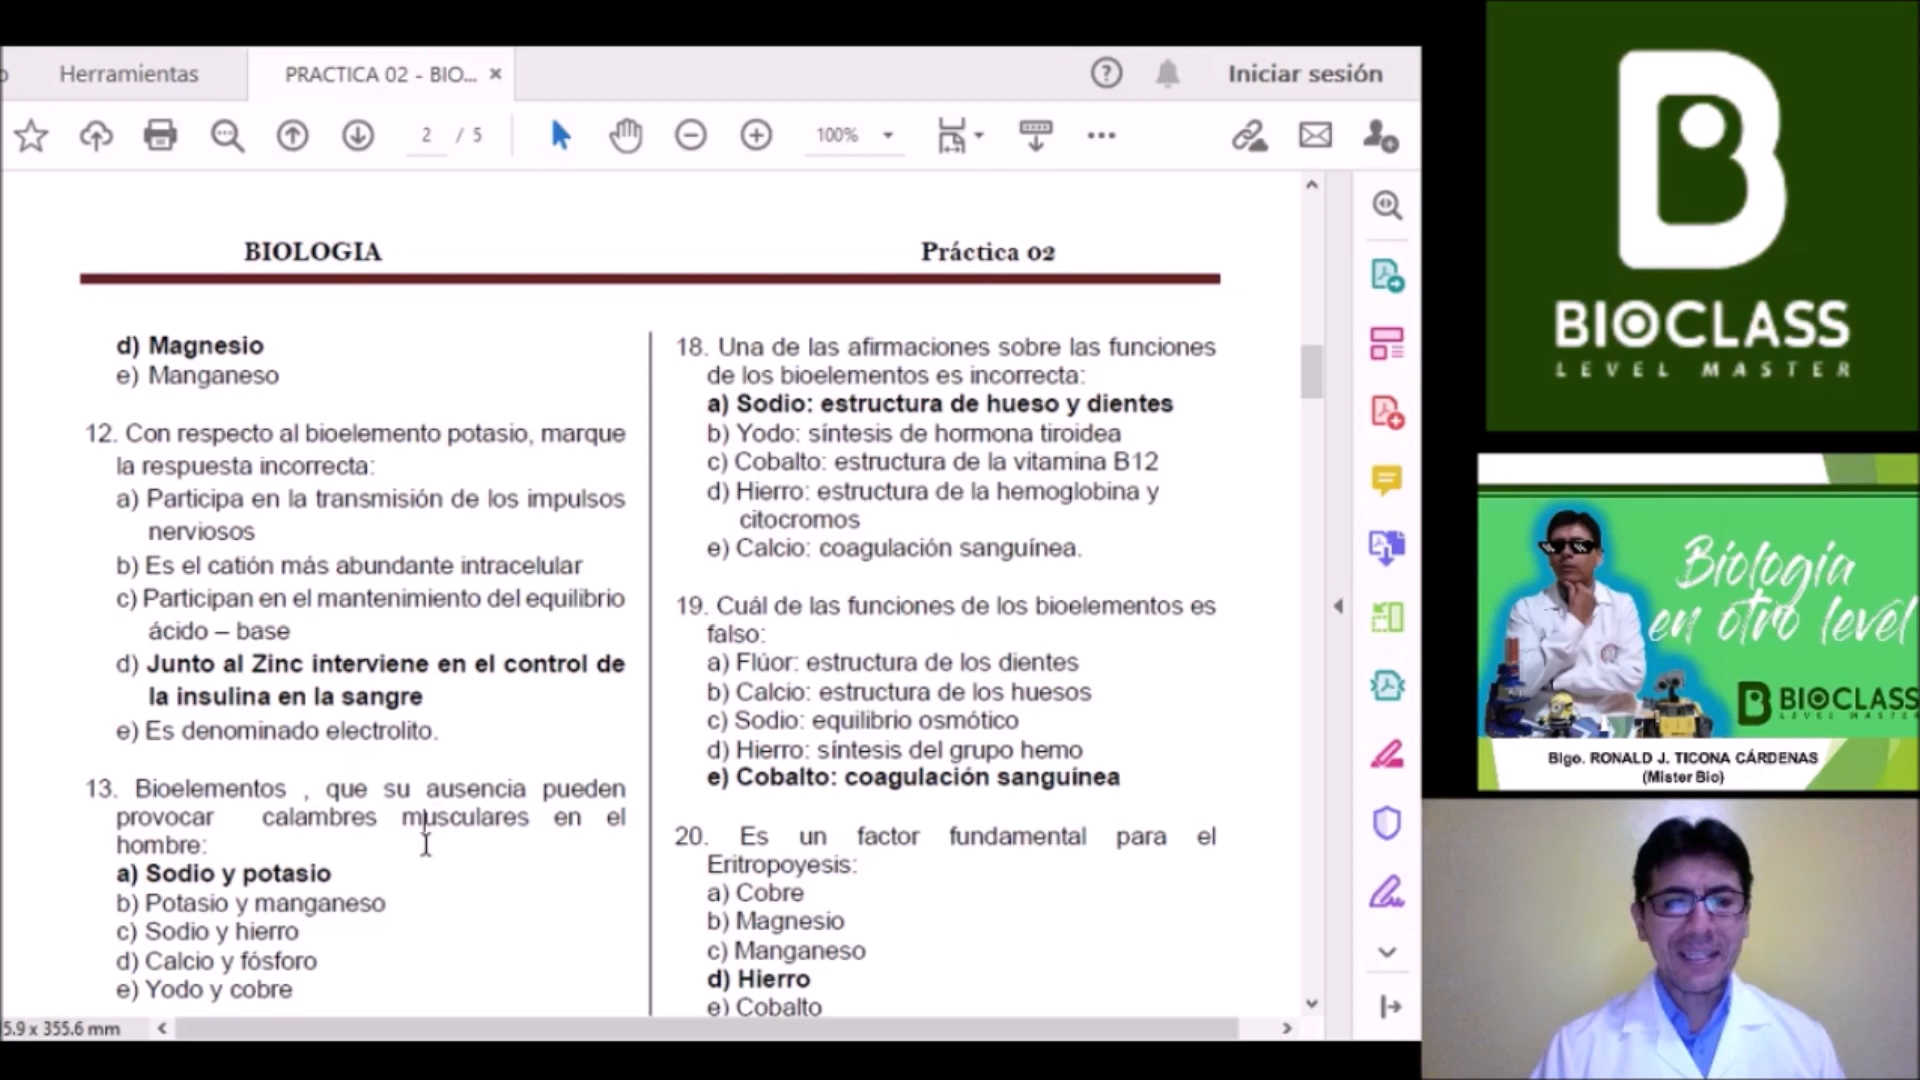 Herramientas
PRACTICA 02 - BIO...
Iniciar sesión
2 / 5
100%
BIOLOGIA
Práctica 02
d) Magnesio
e) Manganeso
12. Con respecto al bioelemento potasio, marque
la respuesta incorrecta:
a) Participa en la transmisión de los impulsos
nerviosos
b) Es el catión más abundante intracelular
c) Participan en el mantenimiento del equilibrio
ácido – base
d) Junto al Zinc interviene en el control de
la insulina en la sangre
e) Es denominado electrolito.
13. Bioelementos , que su ausencia pueden
provocar calambres musculares en el
hombre:
a) Sodio y potasio
b) Potasio y manganeso
c) Sodio y hierro
d) Calcio y fósforo
e) Yodo y cobre
18. Una de las afirmaciones sobre las funciones
de los bioelementos es incorrecta:
a) Sodio: estructura de hueso y dientes
b) Yodo: síntesis de hormona tiroidea
c) Cobalto: estructura de la vitamina B12
d) Hierro: estructura de la hemoglobina y
citocromos
e) Calcio: coagulación sanguínea.
19. Cuál de las funciones de los bioelementos es
falso:
a) Flúor: estructura de los dientes
b) Calcio: estructura de los huesos
c) Sodio: equilibrio osmótico
d) Hierro: síntesis del grupo hemo
e) Cobalto: coagulación sanguínea
20. Es un factor fundamental para el
Eritropoyesis:
a) Cobre
b) Magnesio
c) Manganeso
d) Hierro
e) Cobalto
5.9 x 355.6 mm
BIOCLASS
LEVEL MASTER
Biología
en otro level
BIOCLASS
LEVEL MASTER
Blgo. RONALD J. TICONA CÁRDENAS
(Mister Bio)